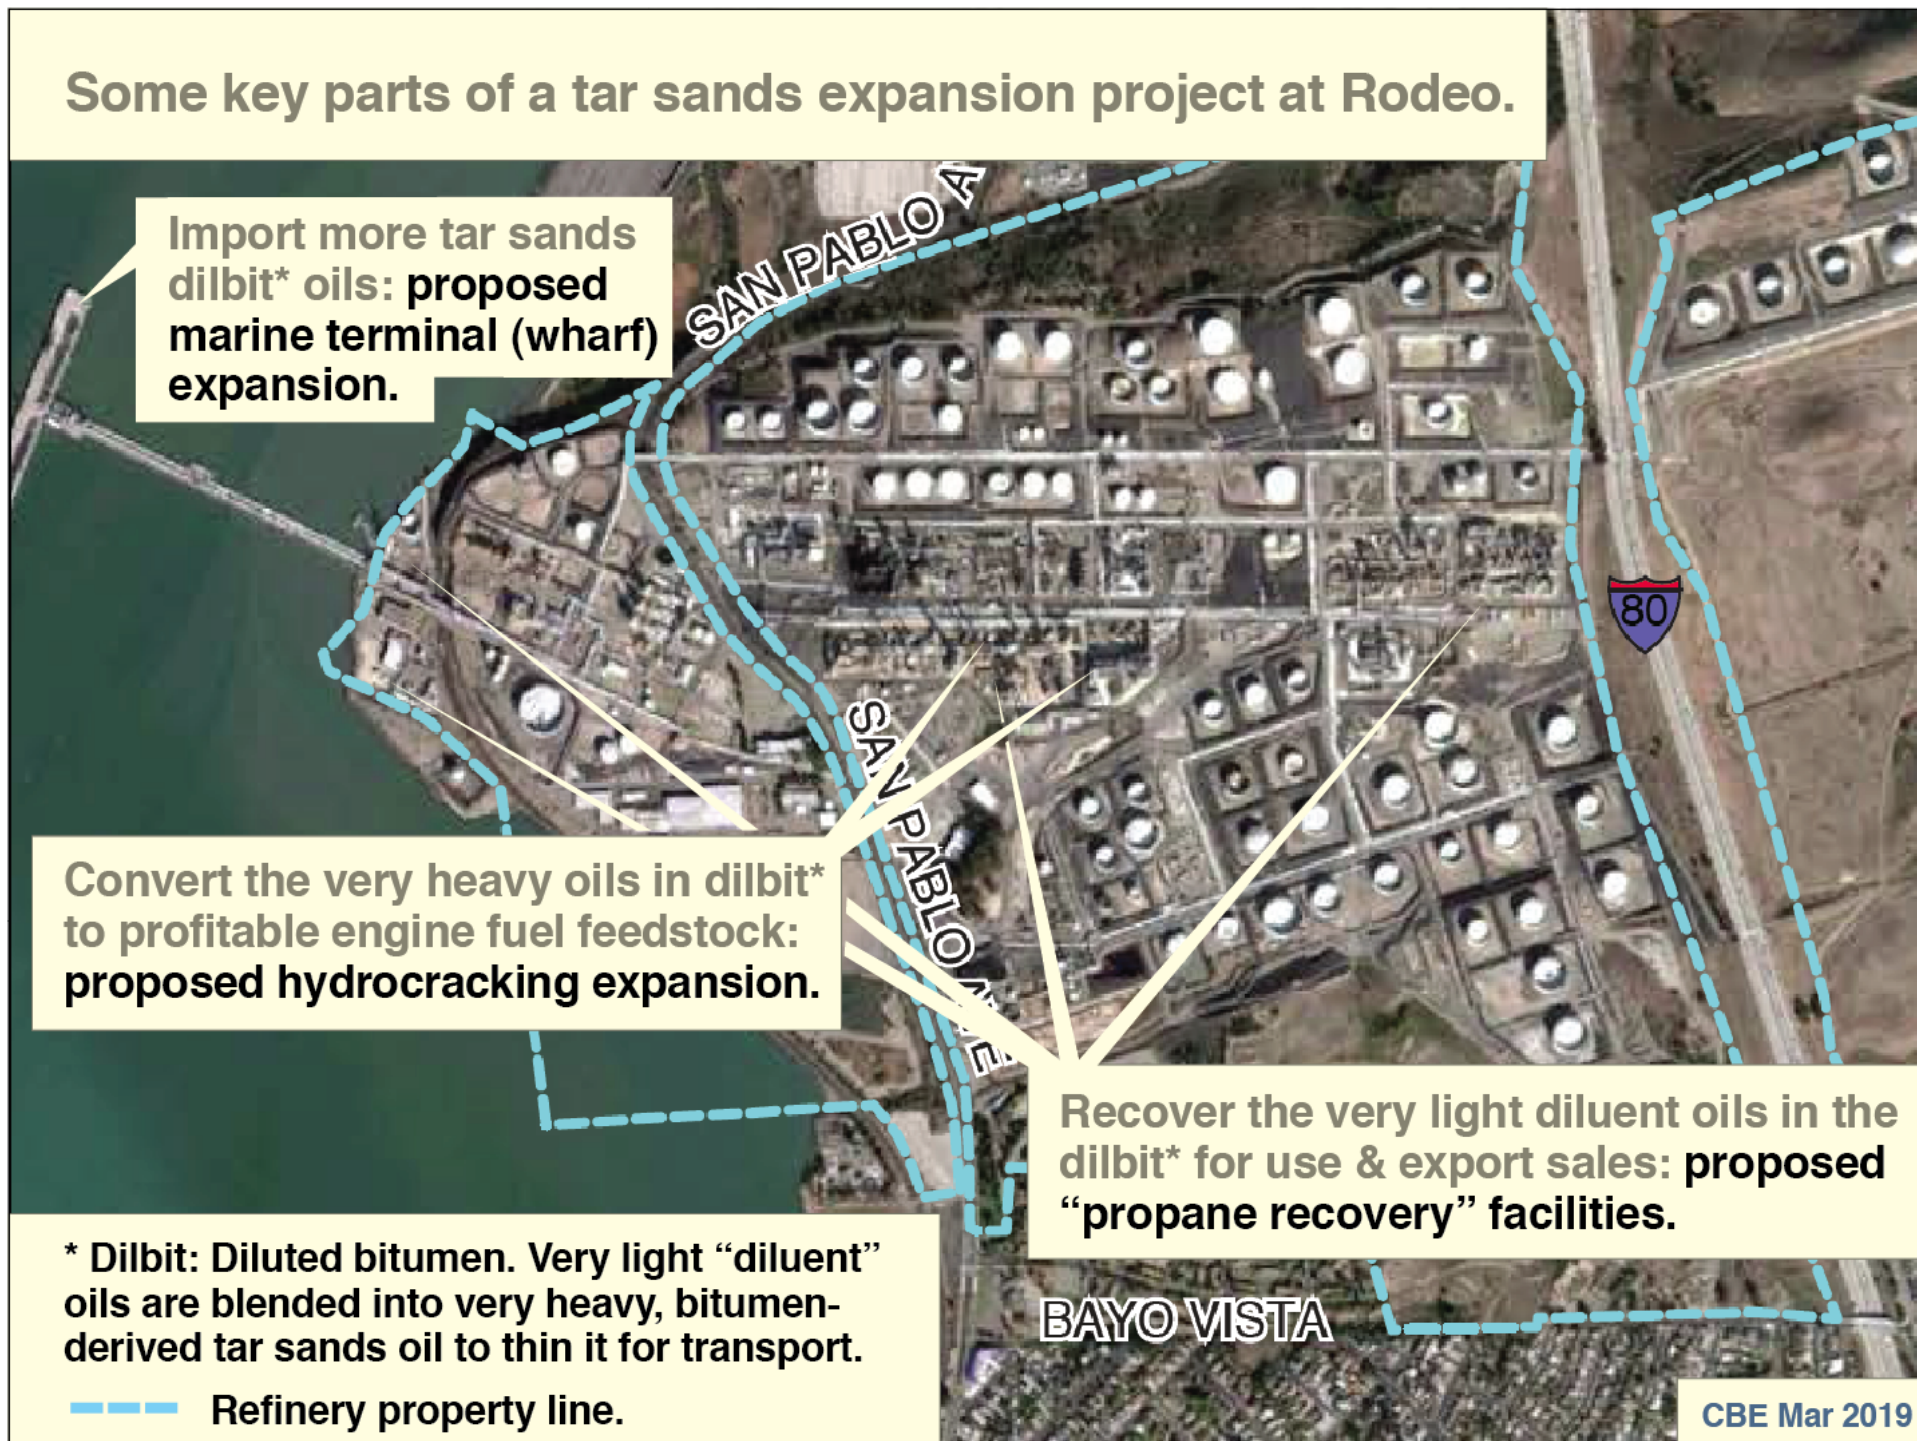 Some key parts of a tar sands expansion project at Rodeo.
SAN PABLO A
Import more tar sands
dilbit* oils: proposed
marine terminal (wharf)
expansion.
80
SAN PABLO AVE
Convert the very heavy oils in dilbit*
to profitable engine fuel feedstock:
proposed hydrocracking expansion.
Recover the very light diluent oils in the
dilbit* for use & export sales: proposed
“propane recovery” facilities.
* Dilbit: Diluted bitumen. Very light “diluent”
oils are blended into very heavy, bitumen-
derived tar sands oil to thin it for transport.
Refinery property line.
BAYO VISTA
CBE Mar 2019